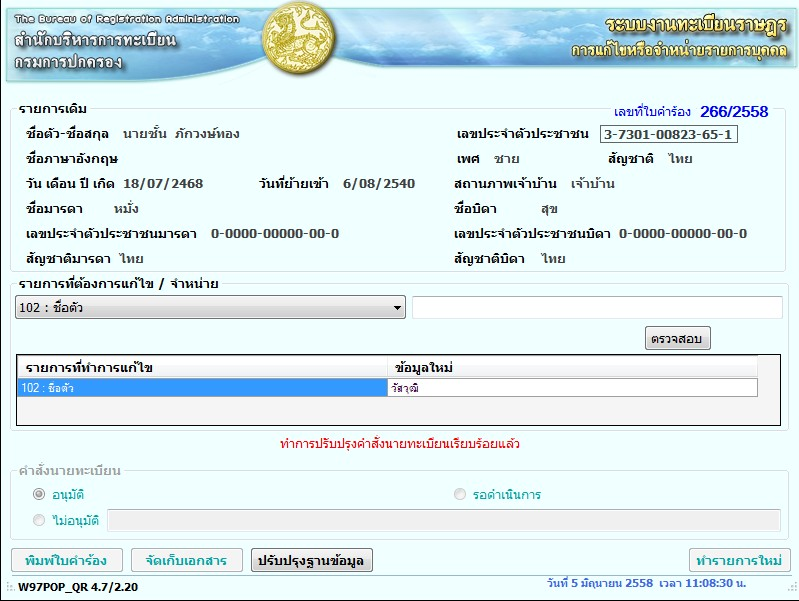 The Bureau of Registration Administration
สำนักบริหารการทะเบียน
กรมการปกครอง
ระบบงานทะเบียนราษฎร
การแก้ไขหรือจำหน่ายรายการบุคคล
รายการเดิม
เลขที่ใบคำร้อง 266/2558
ชื่อตัว-ชื่อสกุล นายชั้น ภักวงษ์ทอง
เลขประจำตัวประชาชน 3-7301-00823-65-1
ชื่อภาษาอังกฤษ
เพศ ชาย สัญชาติ ไทย
วัน เดือน ปี เกิด 18/07/2468 วันที่ย้ายเข้า 6/08/2540
สถานภาพเจ้าบ้าน เจ้าบ้าน
ชื่อมารดา หมั่ง
ชื่อบิดา สุข
เลขประจำตัวประชาชนมารดา 0-0000-00000-00-0
เลขประจำตัวประชาชนบิดา 0-0000-00000-00-0
สัญชาติมารดา ไทย
สัญชาติบิดา ไทย
รายการที่ต้องการแก้ไข / จำหน่าย
102 : ชื่อตัว
ตรวจสอบ
รายการที่ทำการแก้ไข ข้อมูลใหม่
102 : ชื่อตัว วัสวุฒิ
ทำการปรับปรุงคำสั่งนายทะเบียนเรียบร้อยแล้ว
คำสั่งนายทะเบียน
อนุมัติ รอดำเนินการ
ไม่อนุมัติ
พิมพ์ใบคำร้อง จัดเก็บเอกสาร ปรับปรุงฐานข้อมูล ทำรายการใหม่
W97POP_QR 4.7/2.20
วันที่ 5 มิถุนายน 2558 เวลา 11:08:30 น.